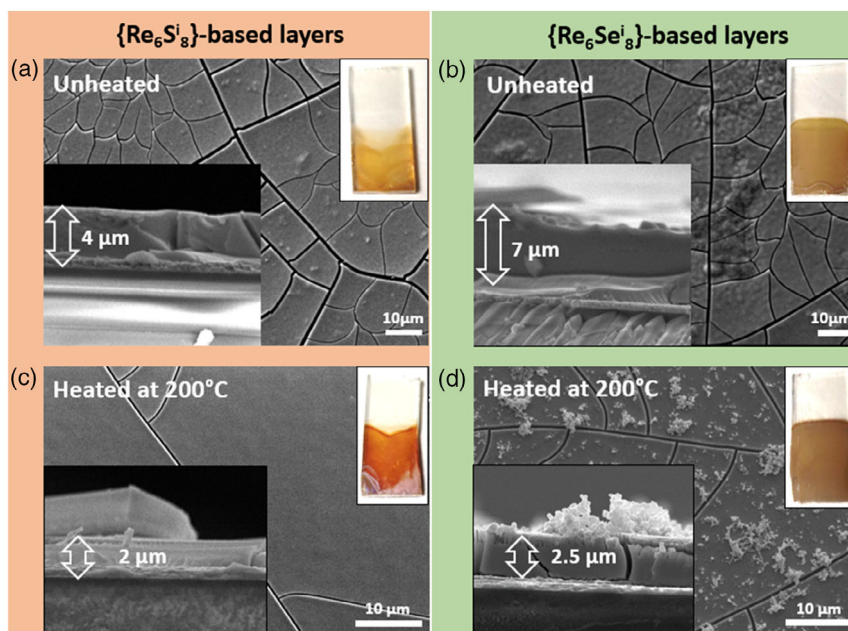 {Re₆Sⁱ₈}-based layers
{Re₆Seⁱ₈}-based layers
(a)
Unheated
4 µm
10µm
(b)
Unheated
7 µm
10µm
(c)
Heated at 200°C
2 µm
10 µm
(d)
Heated at 200°C
2.5 µm
10 µm